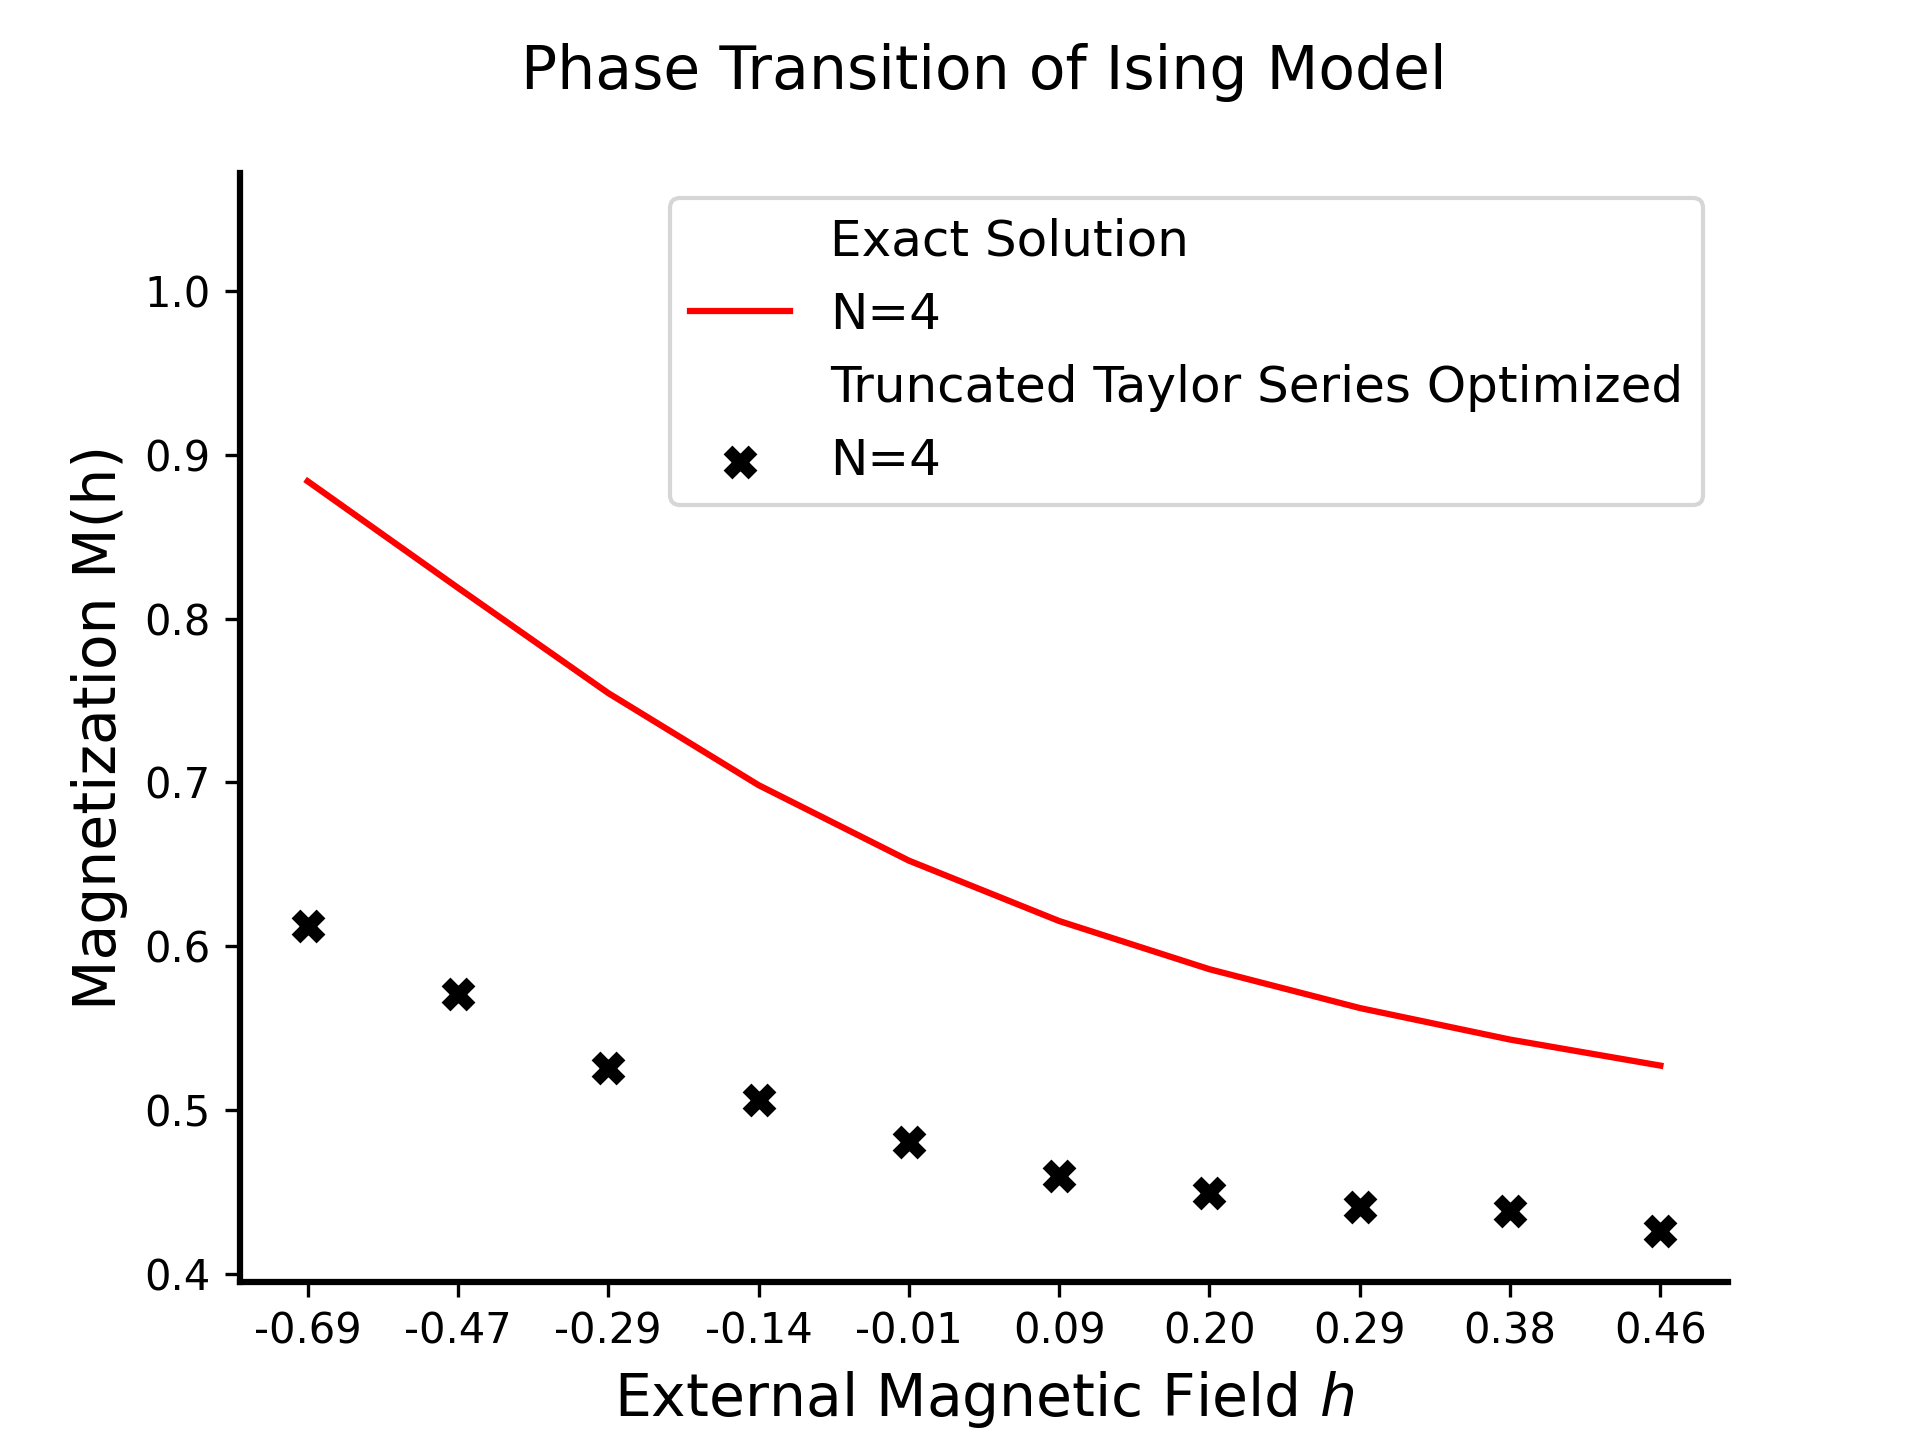 Phase Transition of Ising Model
Exact Solution
N=4
Truncated Taylor Series Optimized
N=4
Magnetization M(h)
1.0
0.9
0.8
0.7
0.6
0.5
0.4
-0.69 -0.47 -0.29 -0.14 -0.01 0.09 0.20 0.29 0.38 0.46
External Magnetic Field h